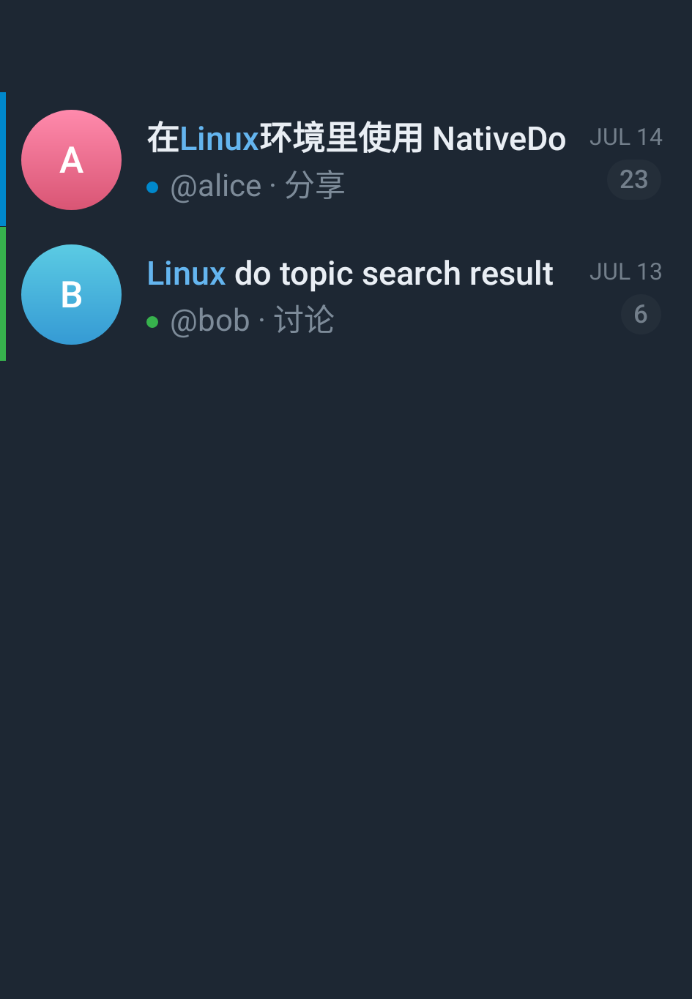 A
在Linux环境里使用 NativeDo
JUL 14
@alice · 分享
23
B
Linux do topic search result
JUL 13
@bob · 讨论
6